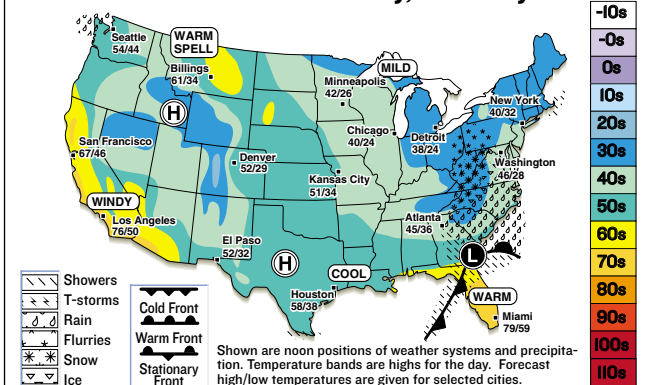 Seattle
54/44
WARM
SPELL
Billings
61/34
MILD
Minneapolis
42/26
New York
40/32
H
Chicago
40/24
Detroit
38/24
San Francisco
67/46
Denver
52/29
Washington
46/28
Kansas City
51/34
WINDY
Los Angeles
76/50
Atlanta
45/36
El Paso
52/32
H
L
COOL
Houston
58/38
WARM
Miami
79/59
-10s
-0s
0s
10s
20s
30s
40s
50s
60s
70s
80s
90s
100s
110s
Showers
T-storms
Rain
Flurries
Snow
Ice
Cold Front
Warm Front
Stationary
Front
Shown are noon positions of weather systems and precipita-
tion. Temperature bands are highs for the day. Forecast
high/low temperatures are given for selected cities.